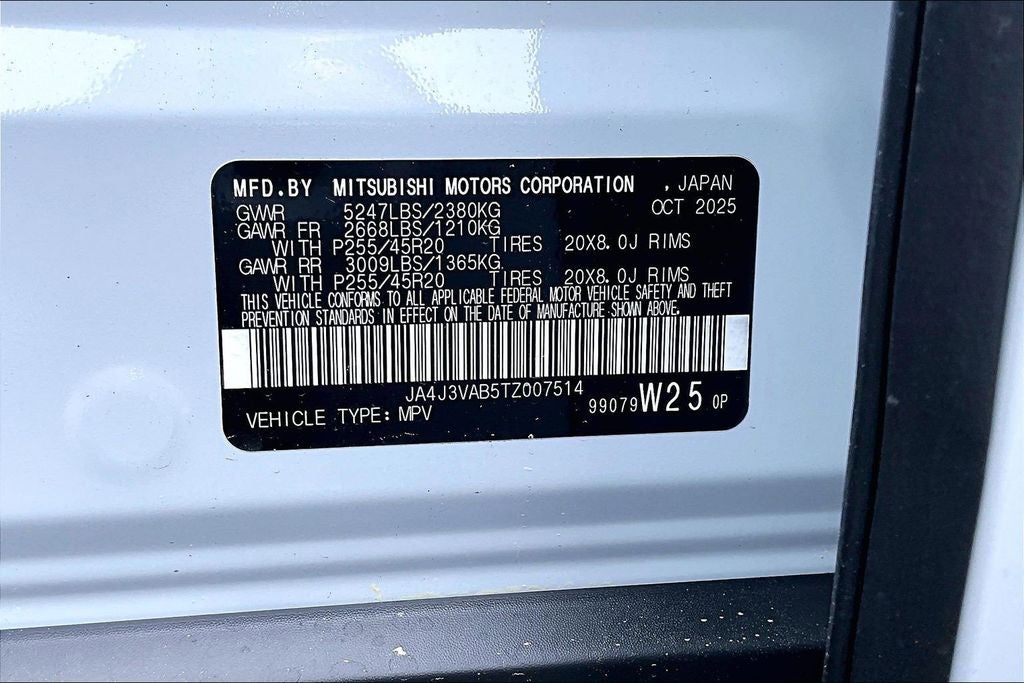 MFD.BY MITSUBISHI MOTORS CORPORATION , JAPAN
GVWR 5247LBS/2380KG OCT 2025
GAWR FR 2668LBS/1210KG
WITH P255/45R20 TIRES 20X8.0J RIMS
GAWR RR 3009LBS/1365KG
WITH P255/45R20 TIRES 20X8.0J RIMS
THIS VEHICLE CONFORMS TO ALL APPLICABLE FEDERAL MOTOR VEHICLE SAFETY AND THEFT
PREVENTION STANDARDS IN EFFECT ON THE DATE OF MANUFACTURE SHOWN ABOVE.
JA4J3VAB5TZ007514
VEHICLE TYPE: MPV 99079 W25 0P